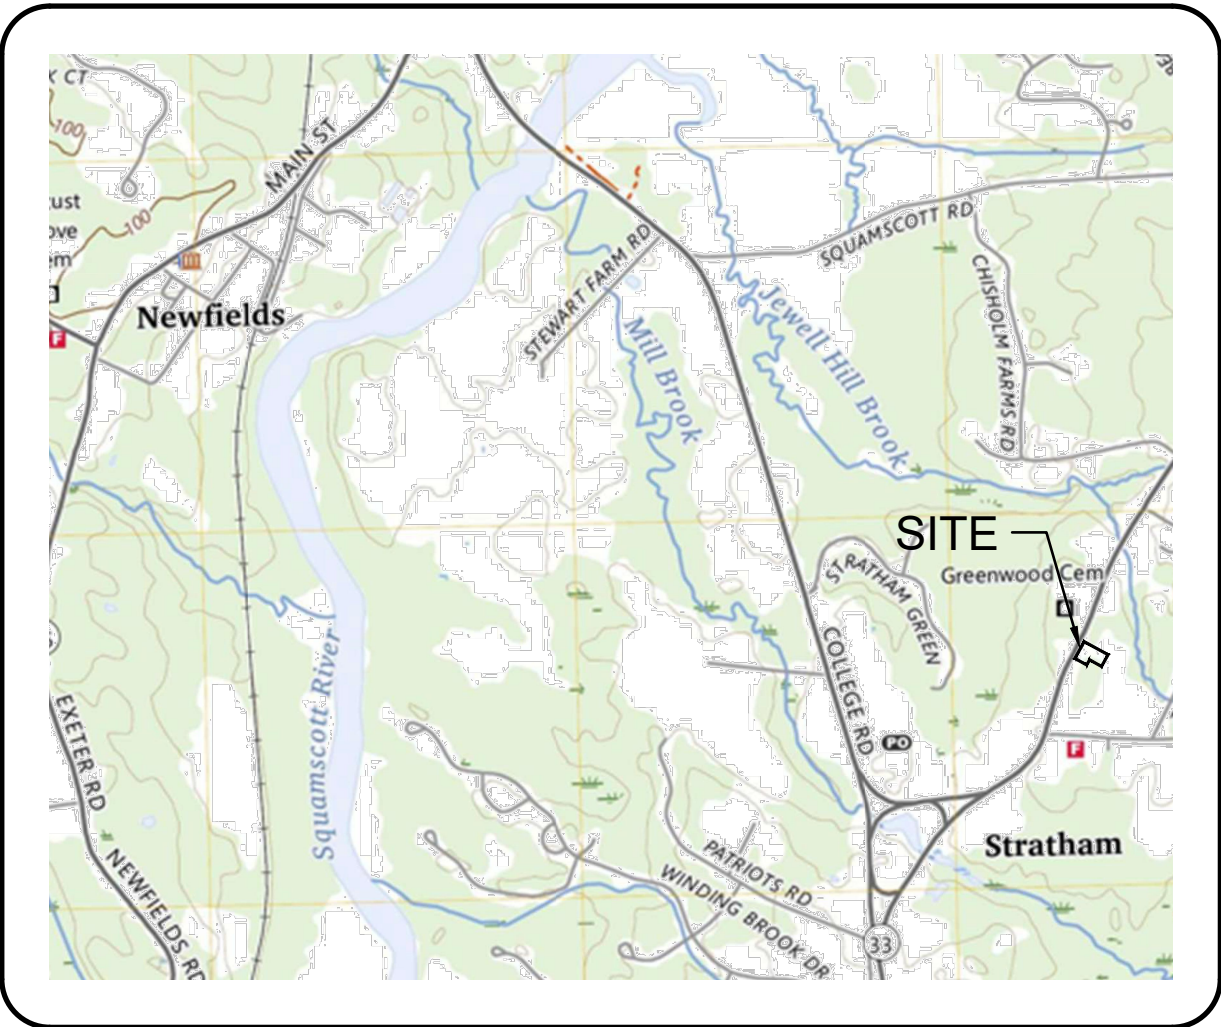 K CT
100
MAIN ST
100
Newfields
F
SQUAMSCOTT RD
STEWART FARM RD
CHISHOLM FARMS RD
Jewell Hill Brook
Mill Brook
SITE
Greenwood Cem
STRATHAM GREEN
COLLEGE RD
PO
F
Squamscott River
EXETER RD
NEWFIELDS RD
Stratham
PATRIOTS RD
WINDING BROOK DR
33